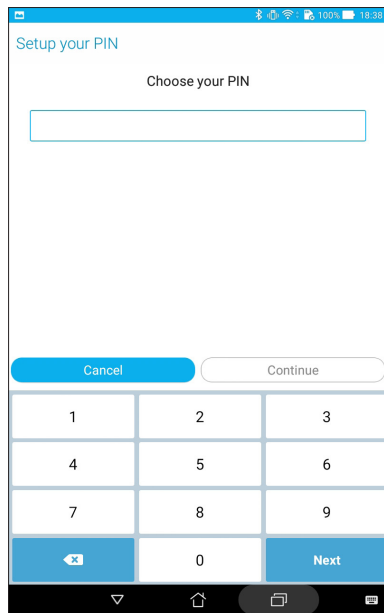 100% 18:38
Setup your PIN
Choose your PIN
Cancel Continue
1 2 3
4 5 6
7 8 9
0 Next